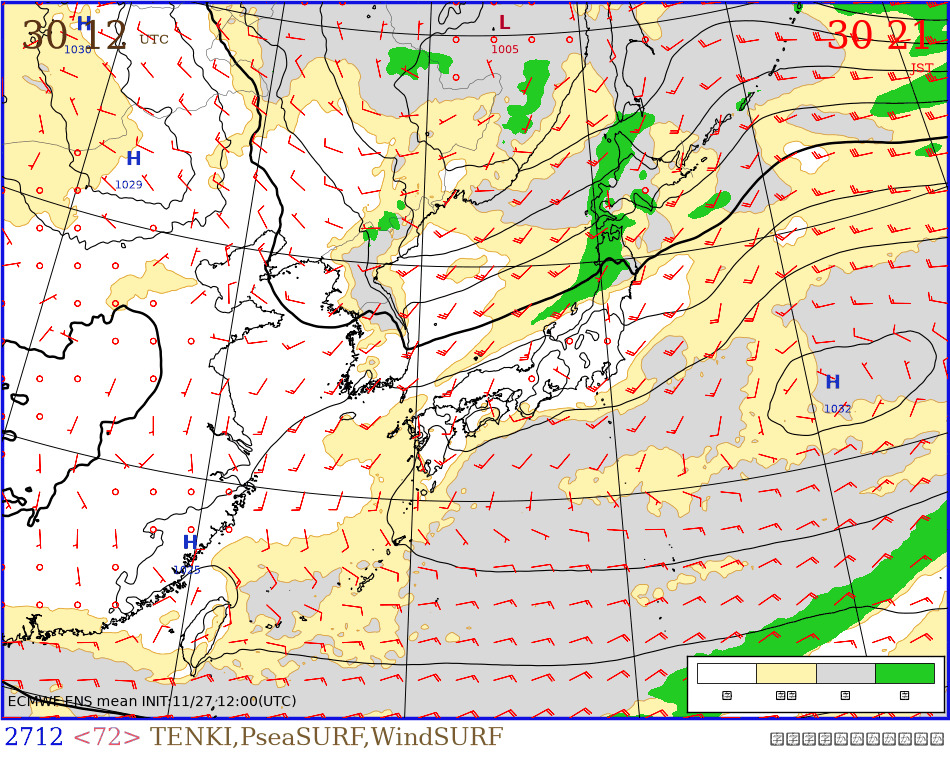 30 12 UTC
30 21
JST
H
1030
L
1005
H
1029
H
1032
H
1025
ECMWF ENS mean INIT:11/27 12:00(UTC)
2712 <72> TENKI,PseaSURF,WindSURF